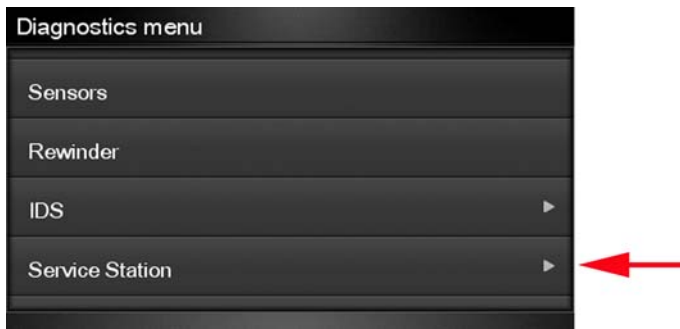 Diagnostics menu
Sensors
Rewinder
IDS
Service Station